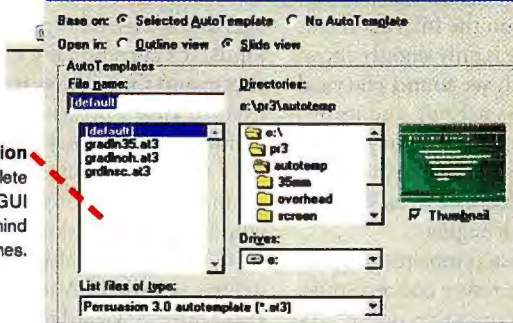 Base on: Selected AutoTemplate No AutoTemplate
Open in: Outline view Slide view
AutoTemplates
File name:
[default]
[default]
gradln35.at3
gradlnoh.at3
grdlnsc.at3
Directories:
e:\pr3\autotemp
e:\
pr3
autotemp
35mm
overhead
screen
Thumbnail
Drives:
e:
List files of type:
Persuasion 3.0 autotemplate (*.at3)
ion
lete
GUI
ind
nes.